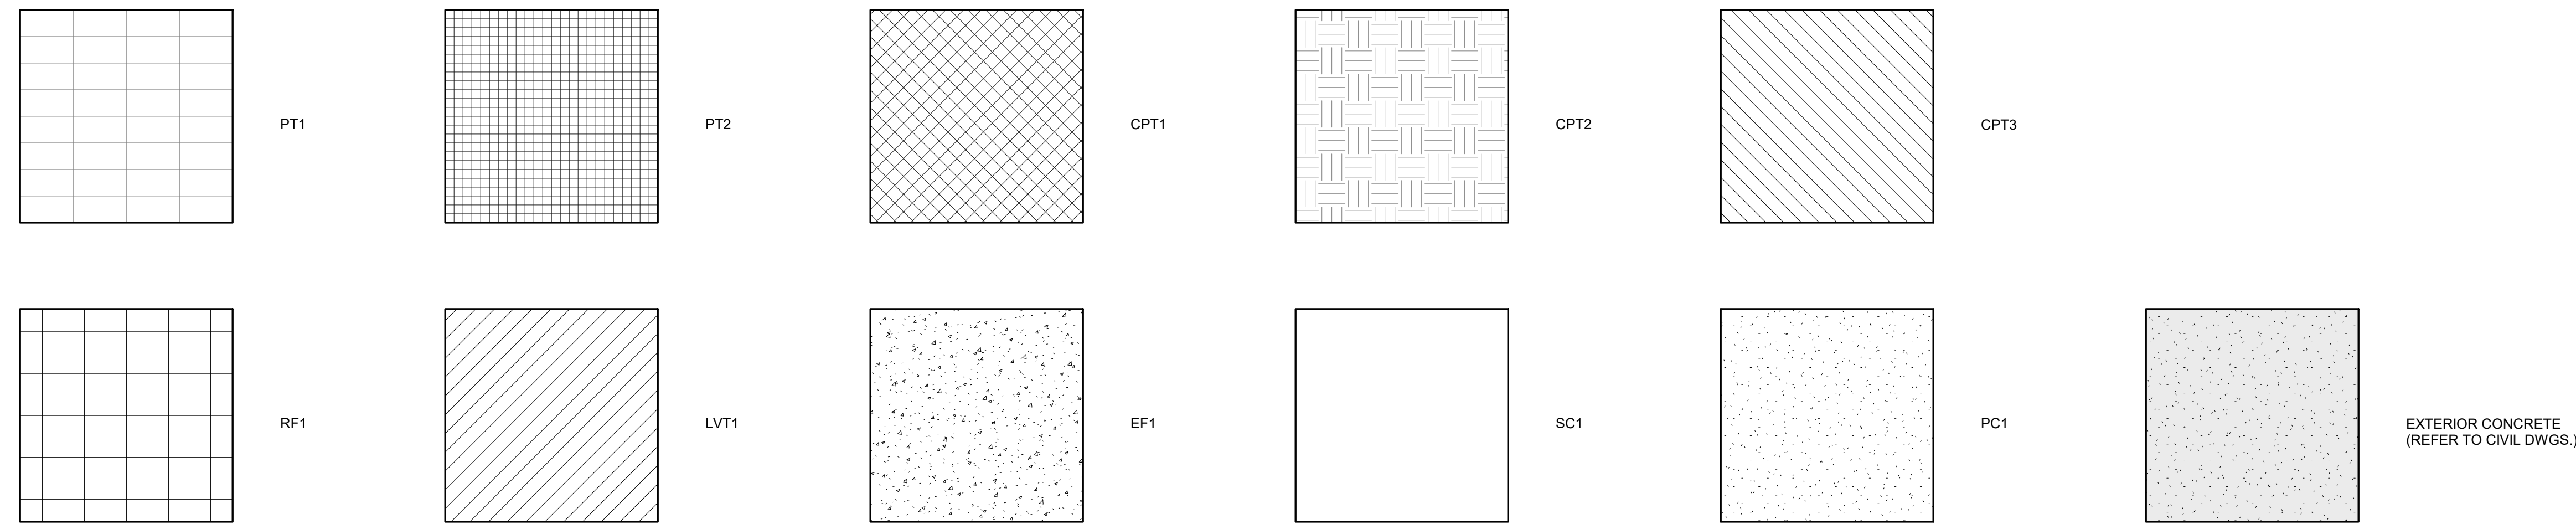 PT1
PT2
CPT1
CPT2
CPT3
RF1
LVT1
EF1
SC1
PC1
EXTERIOR CONCRETE
(REFER TO CIVIL DWGS.)